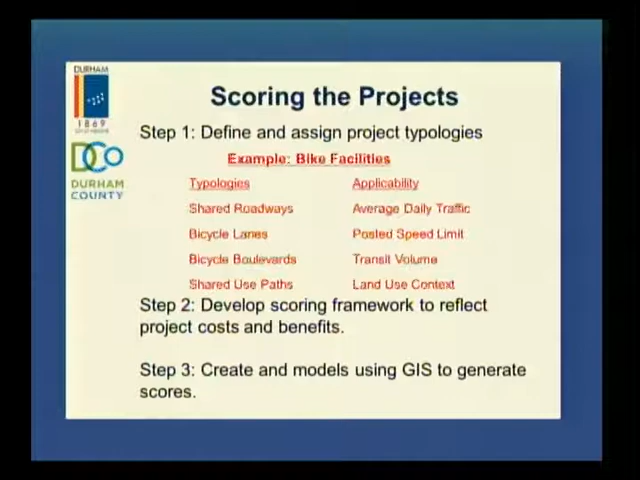 DURHAM
1869
DCO
DURHAM
COUNTY
Scoring the Projects
Step 1: Define and assign project typologies
Example: Bike Facilities
Typologies Applicability
Shared Roadways Average Daily Traffic
Bicycle Lanes Posted Speed Limit
Bicycle Boulevards Transit Volume
Shared Use Paths Land Use Context
Step 2: Develop scoring framework to reflect
project costs and benefits.
Step 3: Create and models using GIS to generate
scores.